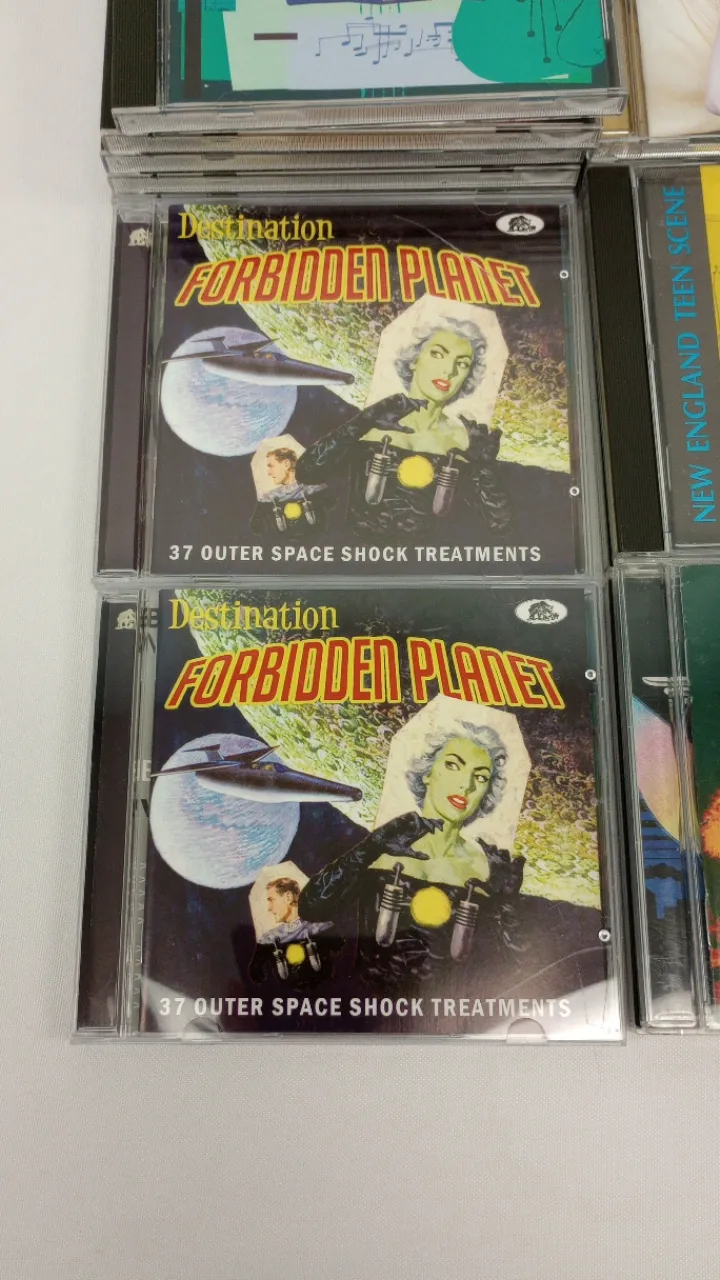 Destination
FORBIDDEN PLANET
37 OUTER SPACE SHOCK TREATMENTS
NEW ENGLAND TEEN SCENE
Destination
FORBIDDEN PLANET
37 OUTER SPACE SHOCK TREATMENTS